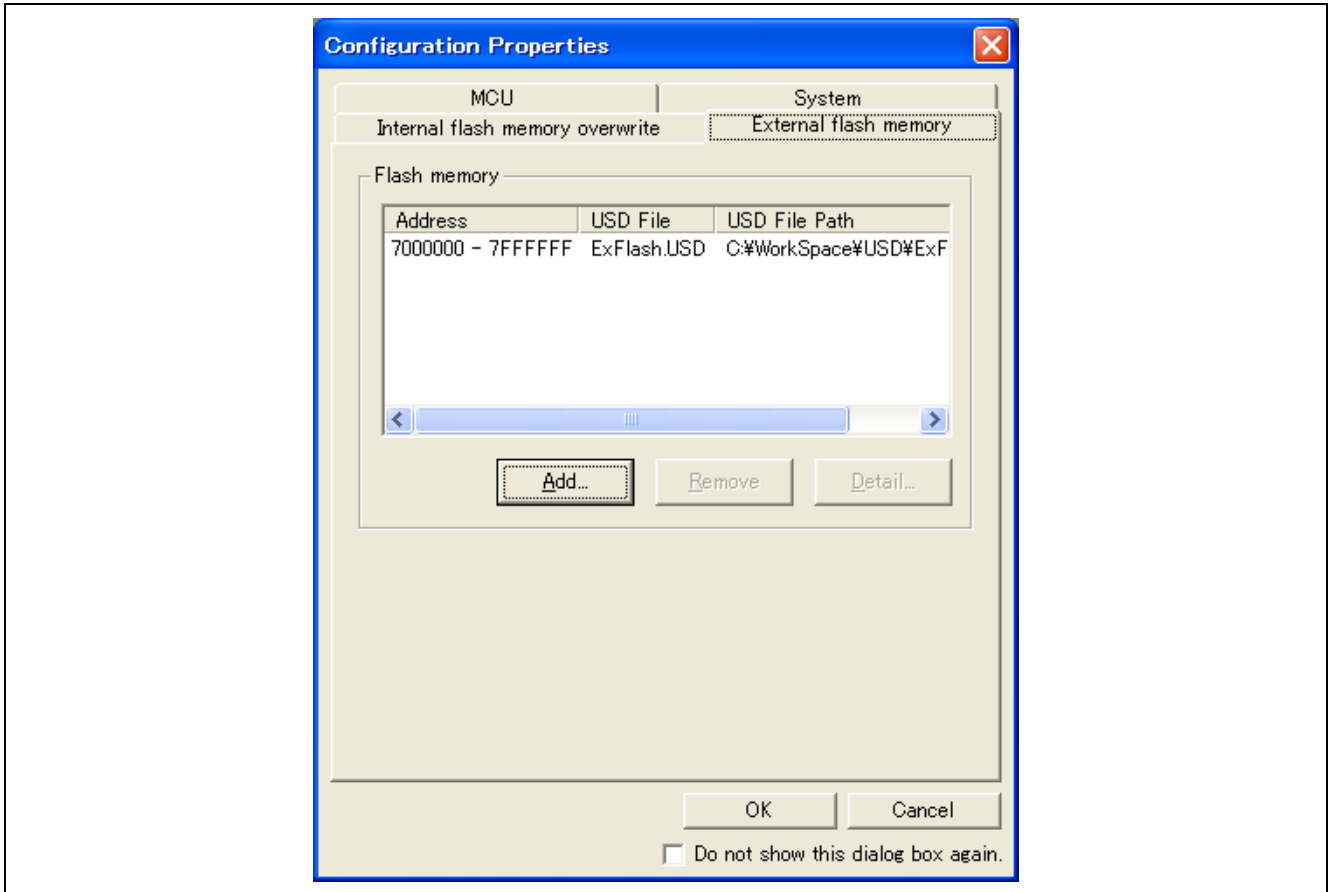 Configuration Properties
MCU System
Internal flash memory overwrite External flash memory
Flash memory
Address USD File USD File Path
7000000 - 7FFFFFF ExFlash.USD C:¥WorkSpace¥USD¥ExF
Add... Remove Detail...
OK Cancel
Do not show this dialog box again.